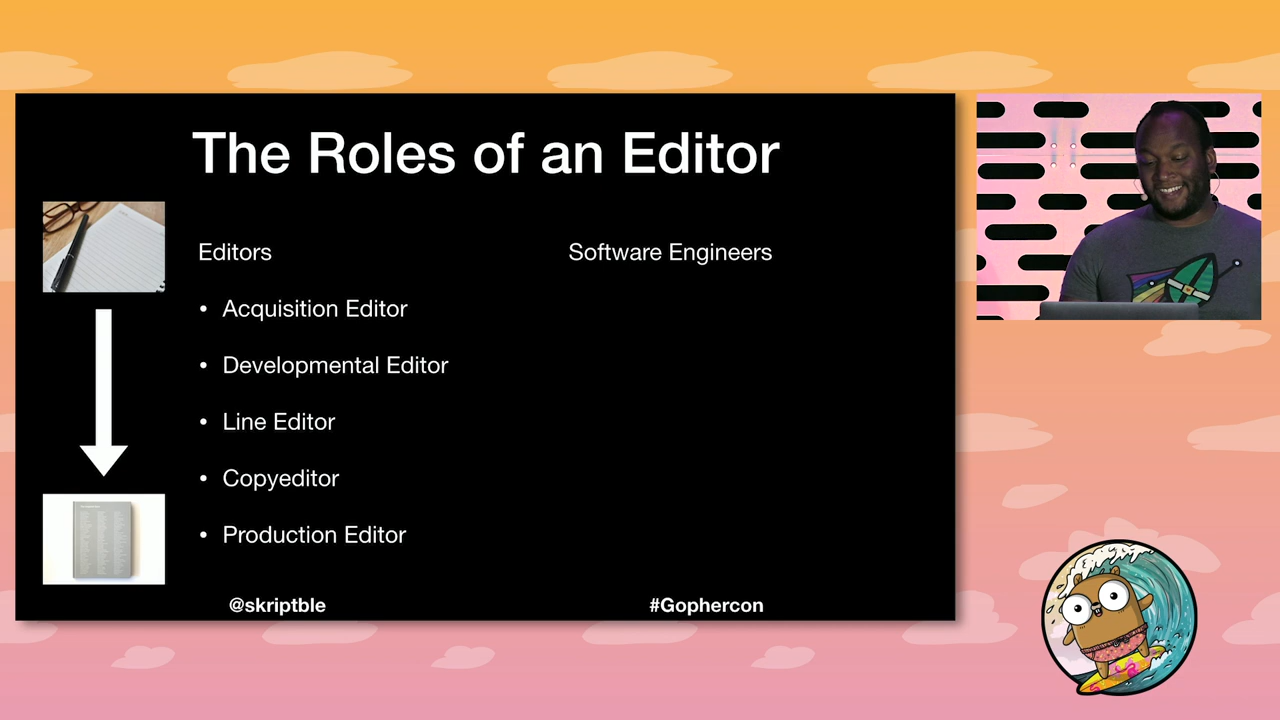 The Roles of an Editor
Editors
Software Engineers
• Acquisition Editor
• Developmental Editor
• Line Editor
• Copyeditor
• Production Editor
@skriptble
#Gophercon